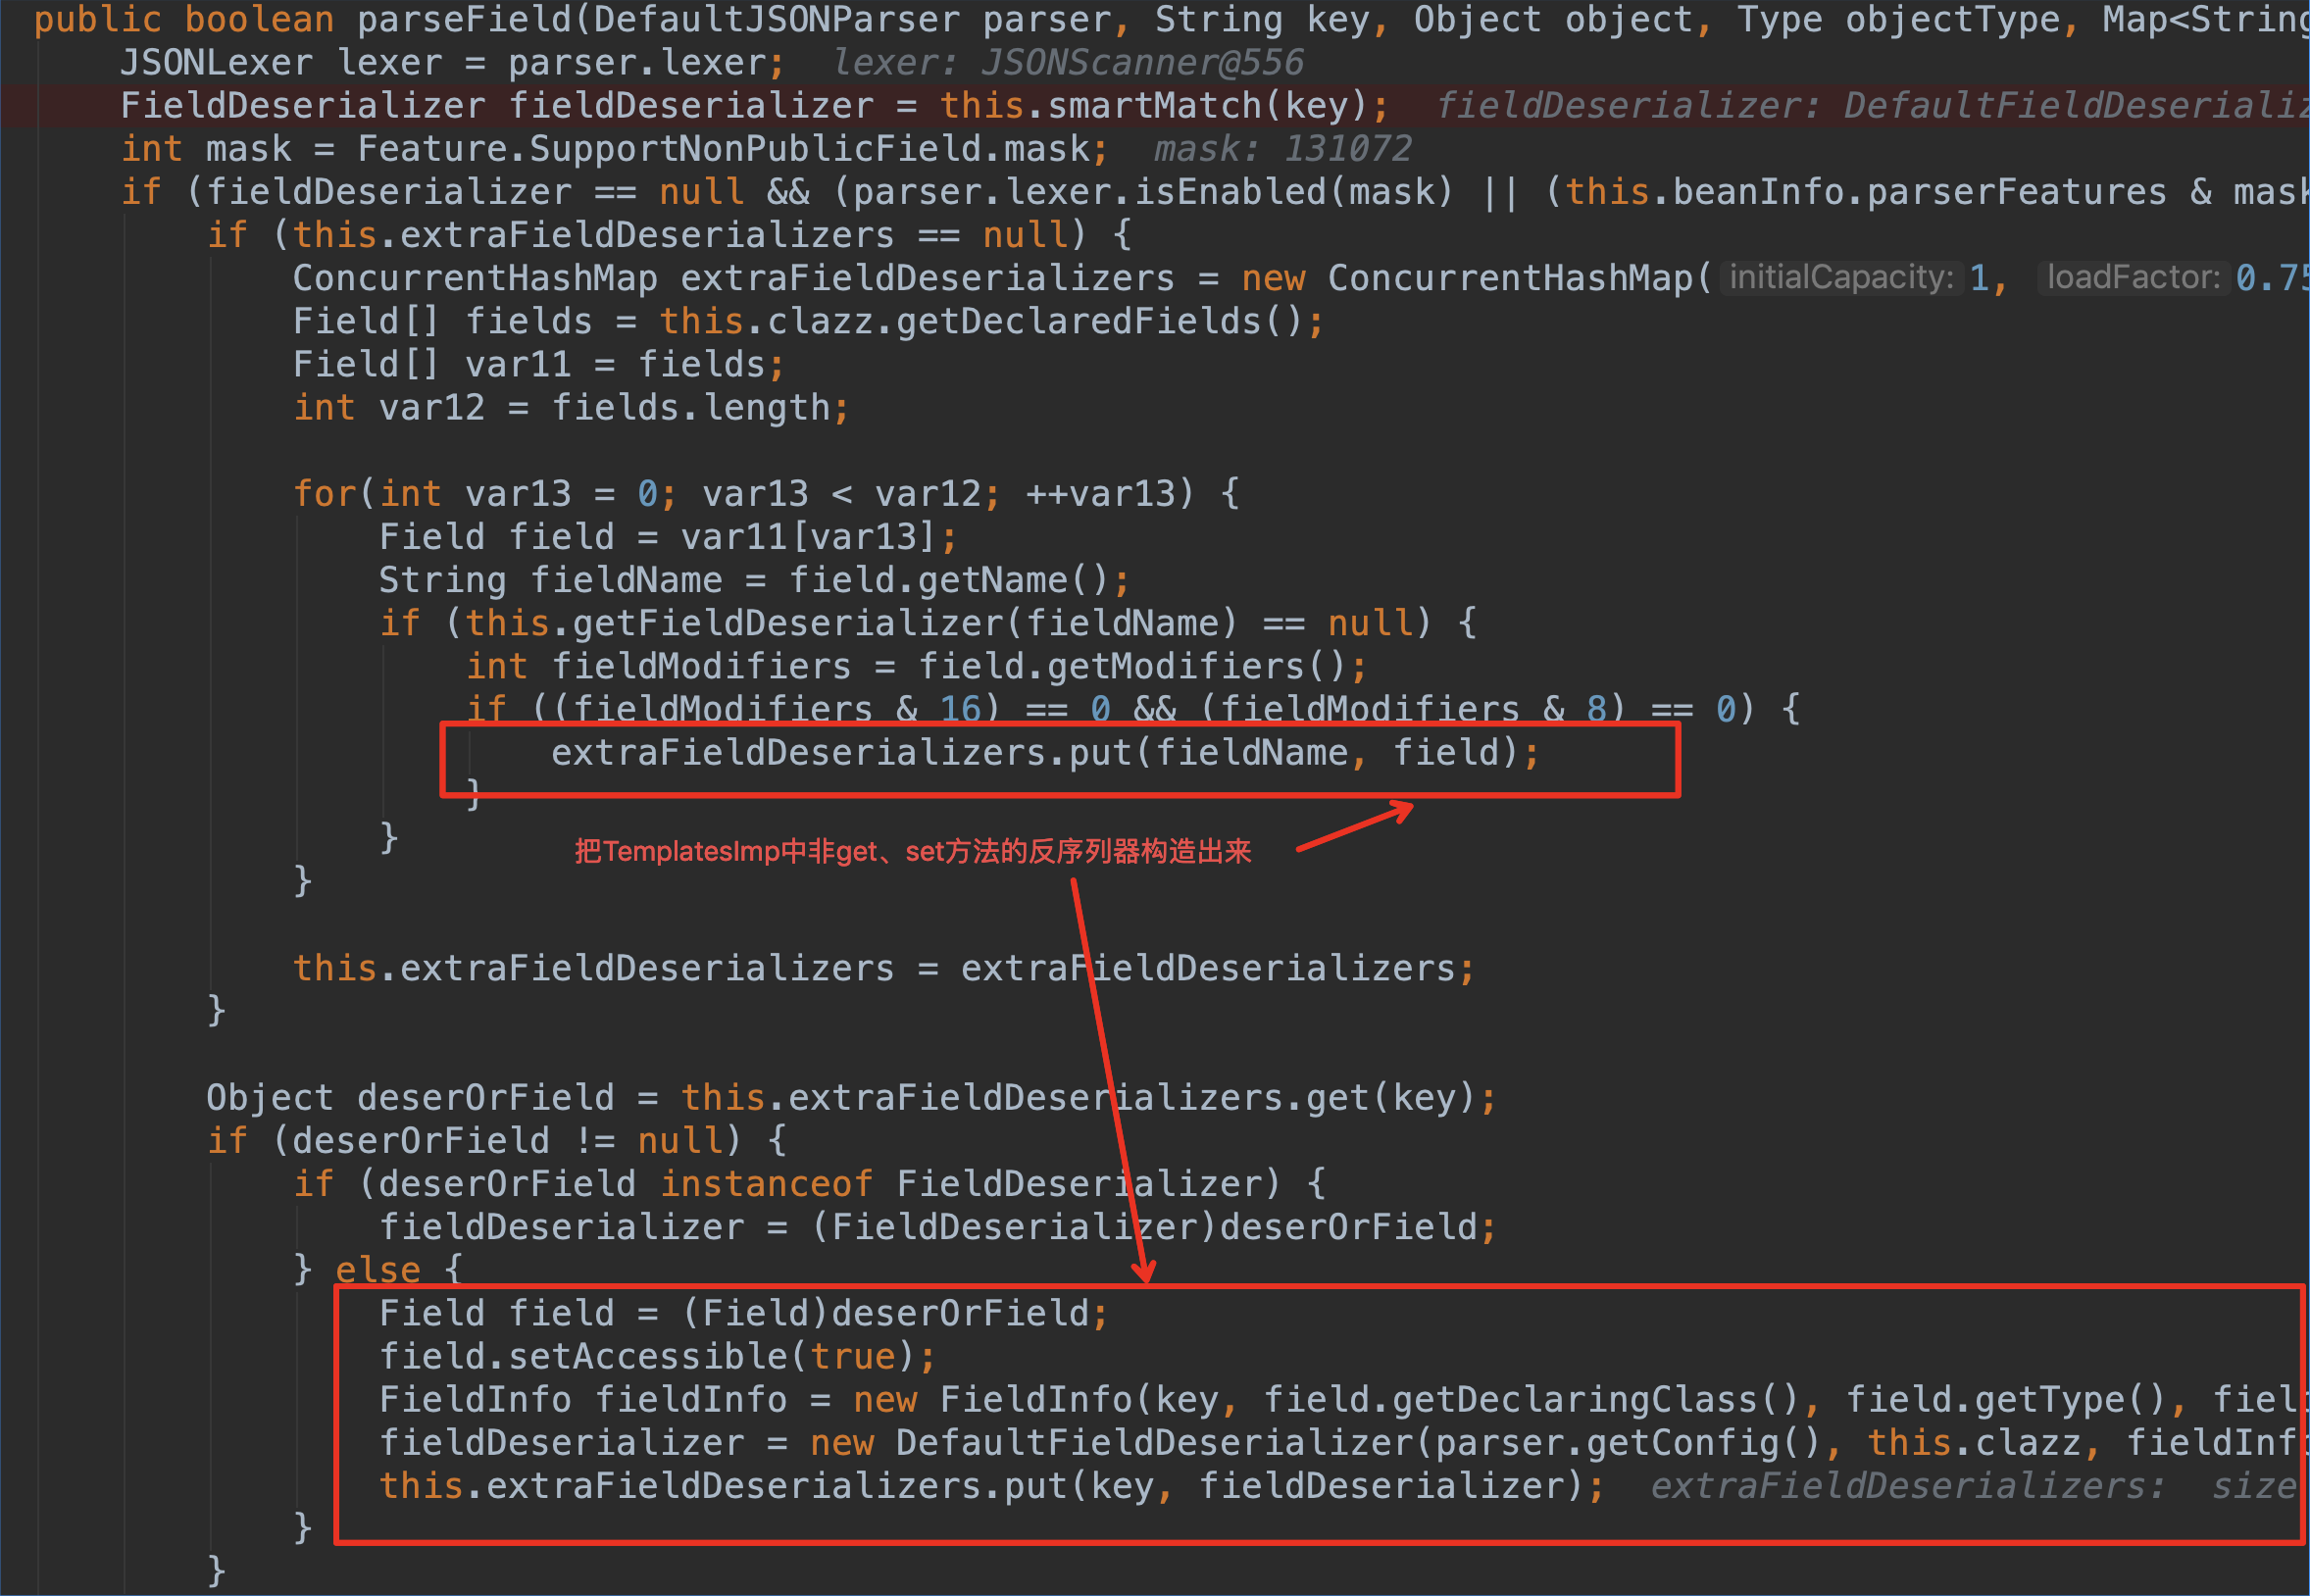 public boolean parseField(DefaultJSONParser parser, String key, Object object, Type objectType, Map<String
JSONLexer lexer = parser.lexer;  lexer: JSONScanner@556
FieldDeserializer fieldDeserializer = this.smartMatch(key);  fieldDeserializer: DefaultFieldDeserializ
int mask = Feature.SupportNonPublicField.mask;  mask: 131072
if (fieldDeserializer == null && (parser.lexer.isEnabled(mask) || (this.beanInfo.parserFeatures & mask
if (this.extraFieldDeserializers == null) {
ConcurrentHashMap extraFieldDeserializers = new ConcurrentHashMap( initialCapacity: 1, loadFactor: 0.75
Field[] fields = this.clazz.getDeclaredFields();
Field[] var11 = fields;
int var12 = fields.length;
for(int var13 = 0; var13 < var12; ++var13) {
Field field = var11[var13];
String fieldName = field.getName();
if (this.getFieldDeserializer(fieldName) == null) {
int fieldModifiers = field.getModifiers();
if ((fieldModifiers & 16) == 0 && (fieldModifiers & 8) == 0) {
extraFieldDeserializers.put(fieldName, field);
}
}
把TemplatesImp中非get、set方法的反序列器构造出来
}
this.extraFieldDeserializers = extraFieldDeserializers;
}
Object deserOrField = this.extraFieldDeserializers.get(key);
if (deserOrField != null) {
if (deserOrField instanceof FieldDeserializer) {
fieldDeserializer = (FieldDeserializer)deserOrField;
} else {
Field field = (Field)deserOrField;
field.setAccessible(true);
FieldInfo fieldInfo = new FieldInfo(key, field.getDeclaringClass(), field.getType(), fiel
fieldDeserializer = new DefaultFieldDeserializer(parser.getConfig(), this.clazz, fieldInf
this.extraFieldDeserializers.put(key, fieldDeserializer);  extraFieldDeserializers:  size
}
}